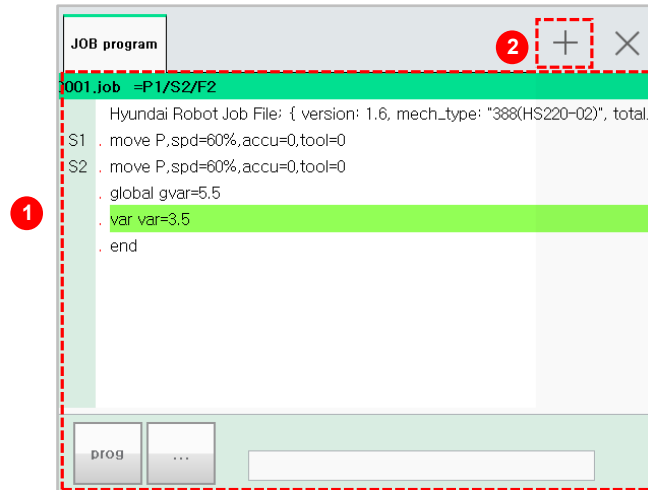 JOB program
2
001.job =P1/S2/F2
Hyundai Robot Job File; { version: 1.6, mech_type: "388(HS220-02)", total.
S1 . move P,spd=60%,accu=0,tool=0
S2 . move P,spd=60%,accu=0,tool=0
. global gvar=5.5
1
. var var=3.5
. end
prog
...